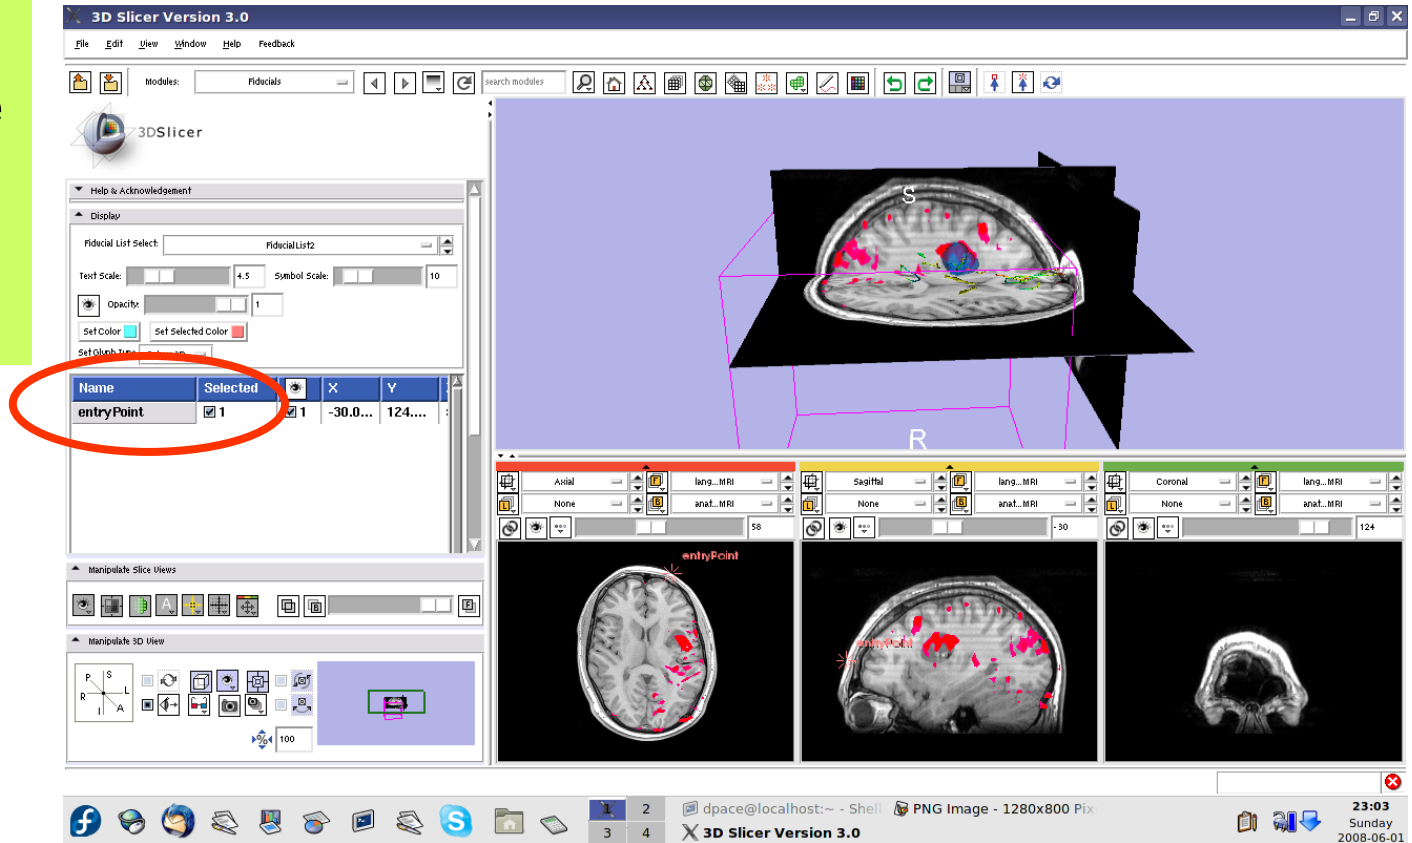 3D Slicer Version 3.0
File Edit View Window Help Feedback
Modules: Fiducials search modules
e
3DSlicer
Help & Acknowledgement
Display
Fiducial List Select: FiducialList2
Text Scale: 4.5 Symbol Scale: 10
Opacity: 1
Set Color Set Selected Color
Set Glyph Type
Name Selected X Y
entryPoint 1 1 -30.0... 124....
Manipulate Slice Views
Manipulate 3D View
P S
R L
I A
% 100
S
R
Axial lang...MRI
None anat...MRI
58
entryPoint
Sagittal lang...MRI
None anat...MRI
-30
entryPoint
Coronal lang...MRI
None anat...MRI
124
1 2
3 4
dpace@localhost:~ - Shell
PNG Image - 1280x800 Pix
3D Slicer Version 3.0
23:03
Sunday
2008-06-01